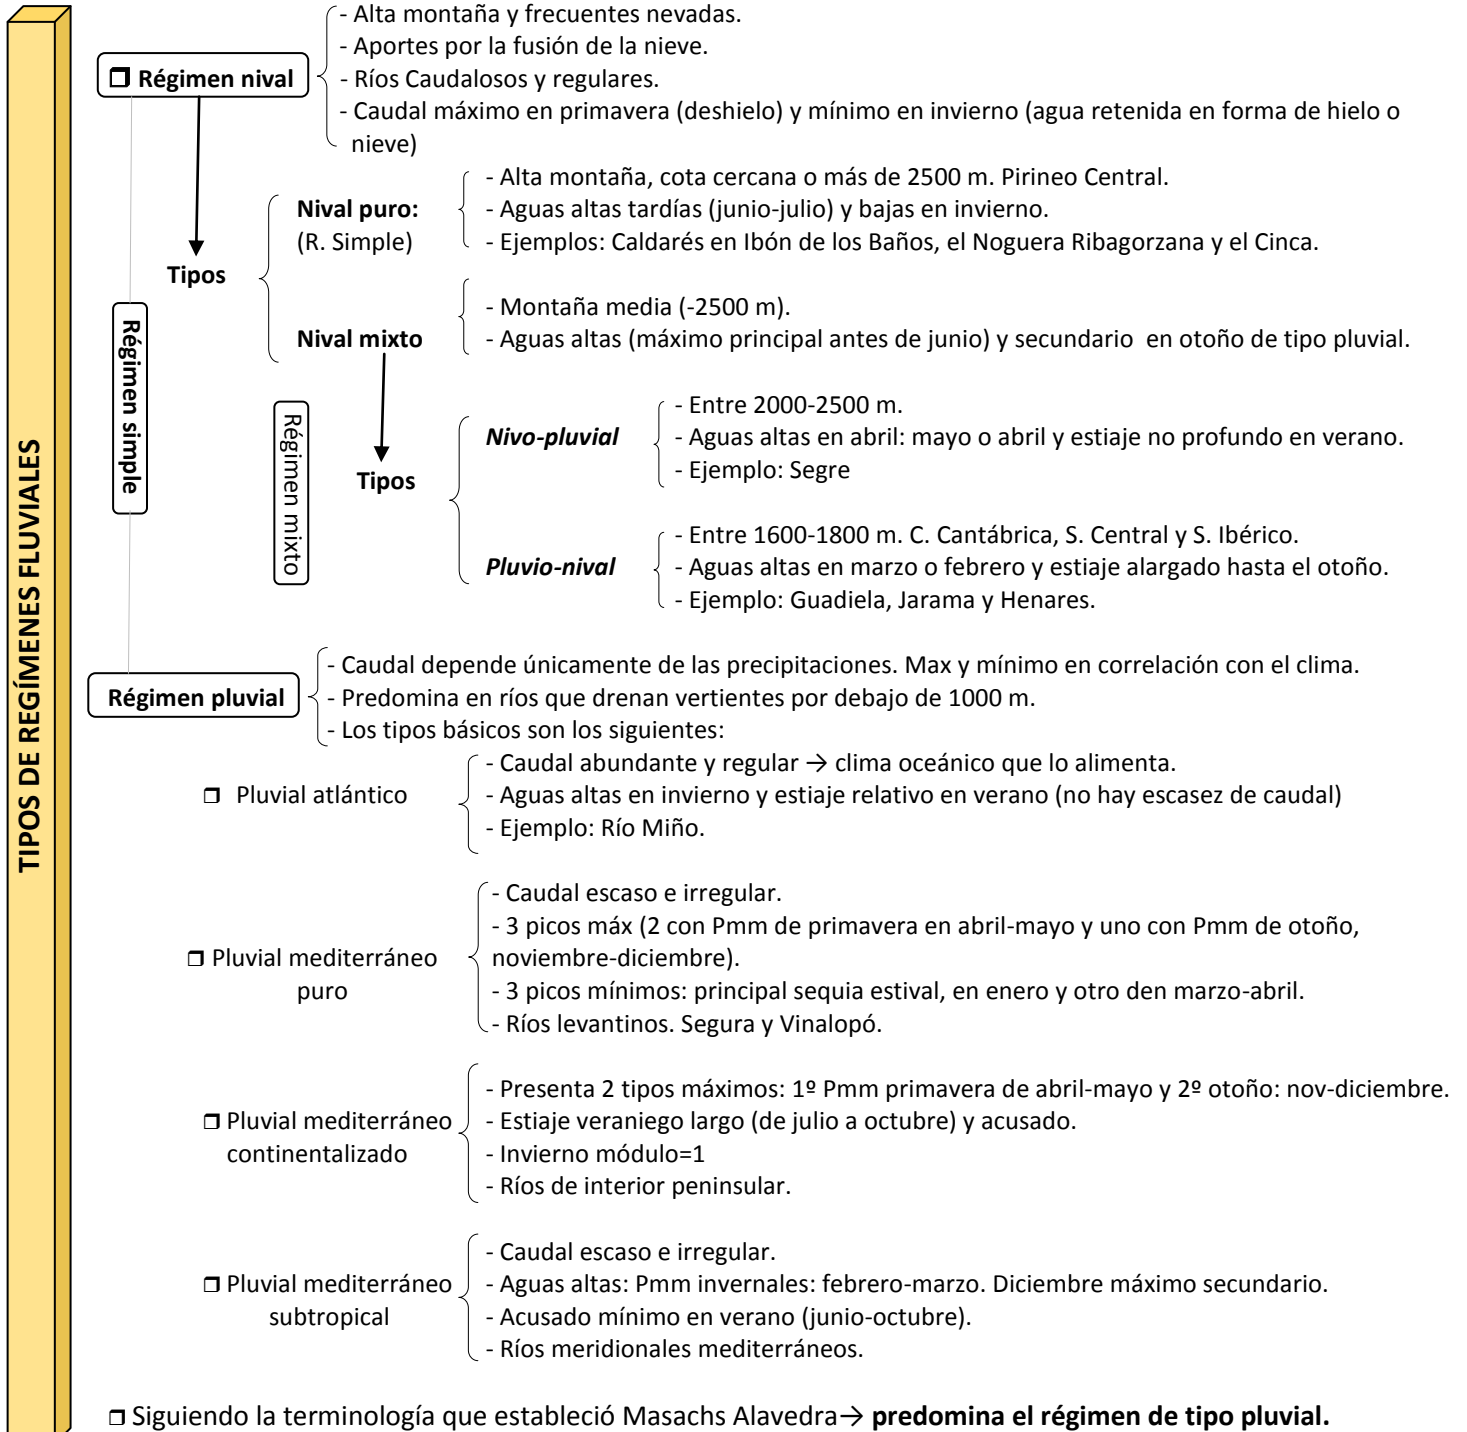 TIPOS DE REGÍMENES FLUVIALES
- Alta montaña y frecuentes nevadas.
- Aportes por la fusión de la nieve.
❒ Régimen nival
- Ríos Caudalosos y regulares.
- Caudal máximo en primavera (deshielo) y mínimo en invierno (agua retenida en forma de hielo o
nieve)
Régimen simple
Tipos
Nival puro:
(R. Simple)
- Alta montaña, cota cercana o más de 2500 m. Pirineo Central.
- Aguas altas tardías (junio-julio) y bajas en invierno.
- Ejemplos: Caldarés en Ibón de los Baños, el Noguera Ribagorzana y el Cinca.
Nival mixto
- Montaña media (-2500 m).
- Aguas altas (máximo principal antes de junio) y secundario en otoño de tipo pluvial.
Régimen mixto
Tipos
Nivo-pluvial
- Entre 2000-2500 m.
- Aguas altas en abril: mayo o abril y estiaje no profundo en verano.
- Ejemplo: Segre
Pluvio-nival
- Entre 1600-1800 m. C. Cantábrica, S. Central y S. Ibérico.
- Aguas altas en marzo o febrero y estiaje alargado hasta el otoño.
- Ejemplo: Guadiela, Jarama y Henares.
Régimen pluvial
- Caudal depende únicamente de las precipitaciones. Max y mínimo en correlación con el clima.
- Predomina en ríos que drenan vertientes por debajo de 1000 m.
- Los tipos básicos son los siguientes:
❒ Pluvial atlántico
- Caudal abundante y regular → clima oceánico que lo alimenta.
- Aguas altas en invierno y estiaje relativo en verano (no hay escasez de caudal)
- Ejemplo: Río Miño.
❒ Pluvial mediterráneo
puro
- Caudal escaso e irregular.
- 3 picos máx (2 con Pmm de primavera en abril-mayo y uno con Pmm de otoño,
noviembre-diciembre).
- 3 picos mínimos: principal sequia estival, en enero y otro den marzo-abril.
- Ríos levantinos. Segura y Vinalopó.
❒ Pluvial mediterráneo
continentalizado
- Presenta 2 tipos máximos: 1º Pmm primavera de abril-mayo y 2º otoño: nov-diciembre.
- Estiaje veraniego largo (de julio a octubre) y acusado.
- Invierno módulo=1
- Ríos de interior peninsular.
❒ Pluvial mediterráneo
subtropical
- Caudal escaso e irregular.
- Aguas altas: Pmm invernales: febrero-marzo. Diciembre máximo secundario.
- Acusado mínimo en verano (junio-octubre).
- Ríos meridionales mediterráneos.
❒ Siguiendo la terminología que estableció Masachs Alavedra→ predomina el régimen de tipo pluvial.